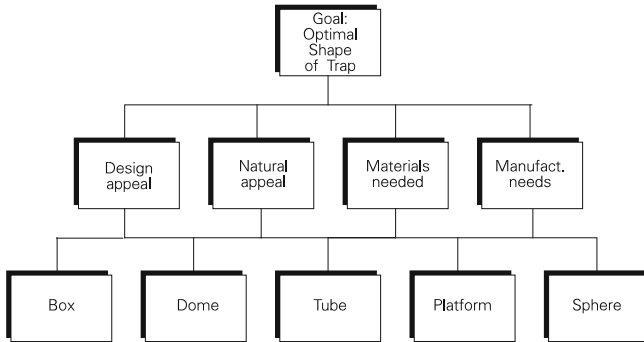 Goal:
Optimal
Shape
of Trap
Design
appeal
Natural
appeal
Materials
needed
Manufact.
needs
Box
Dome
Tube
Platform
Sphere